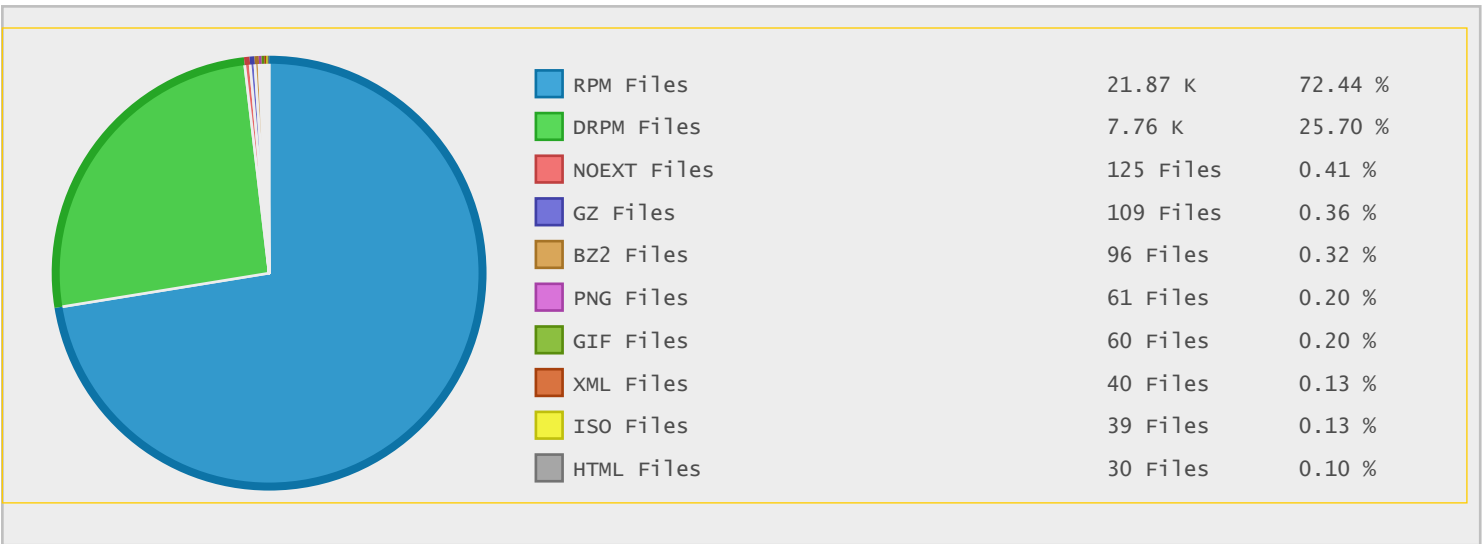 RPM Files 21.87 K 72.44 %
DRPM Files 7.76 K 25.70 %
NOEXT Files 125 Files 0.41 %
GZ Files 109 Files 0.36 %
BZ2 Files 96 Files 0.32 %
PNG Files 61 Files 0.20 %
GIF Files 60 Files 0.20 %
XML Files 40 Files 0.13 %
ISO Files 39 Files 0.13 %
HTML Files 30 Files 0.10 %